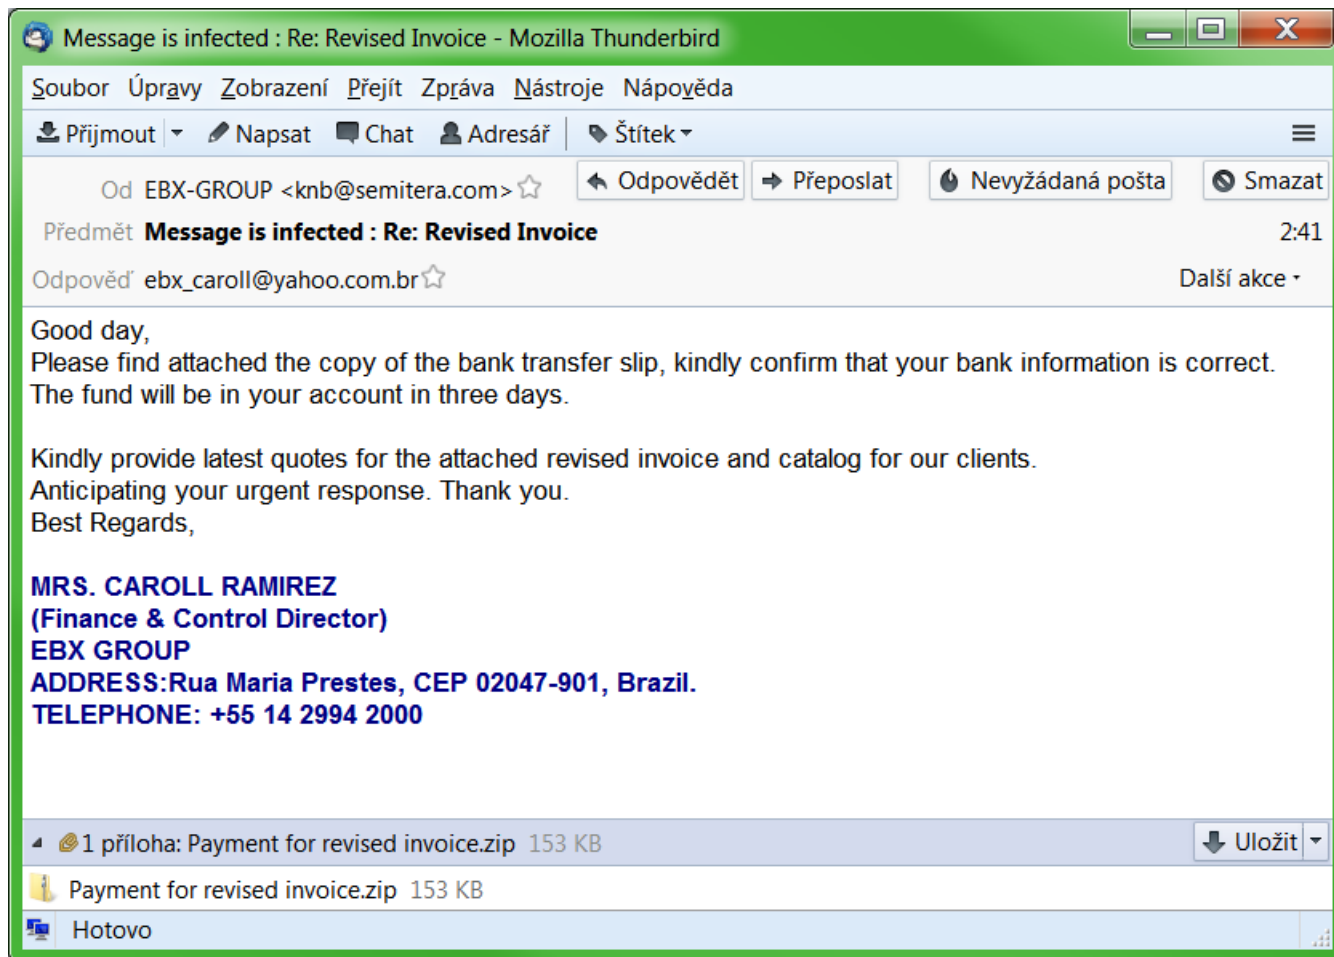 Message is infected : Re: Revised Invoice - Mozilla Thunderbird
Soubor Úpravy Zobrazení Přejít Zpráva Nástroje Nápověda
Přijmout Napsat Chat Adresář Štítek
Od EBX-GROUP <knb@semitera.com> Odpovědět Přeposlat Nevyžádaná pošta Smazat
Předmět Message is infected : Re: Revised Invoice 2:41
Odpověď ebx_caroll@yahoo.com.br Další akce
Good day,
Please find attached the copy of the bank transfer slip, kindly confirm that your bank information is correct.
The fund will be in your account in three days.
Kindly provide latest quotes for the attached revised invoice and catalog for our clients.
Anticipating your urgent response. Thank you.
Best Regards,
MRS. CAROLL RAMIREZ
(Finance & Control Director)
EBX GROUP
ADDRESS:Rua Maria Prestes, CEP 02047-901, Brazil.
TELEPHONE: +55 14 2994 2000
1 příloha: Payment for revised invoice.zip 153 KB Uložit
Payment for revised invoice.zip 153 KB
Hotovo